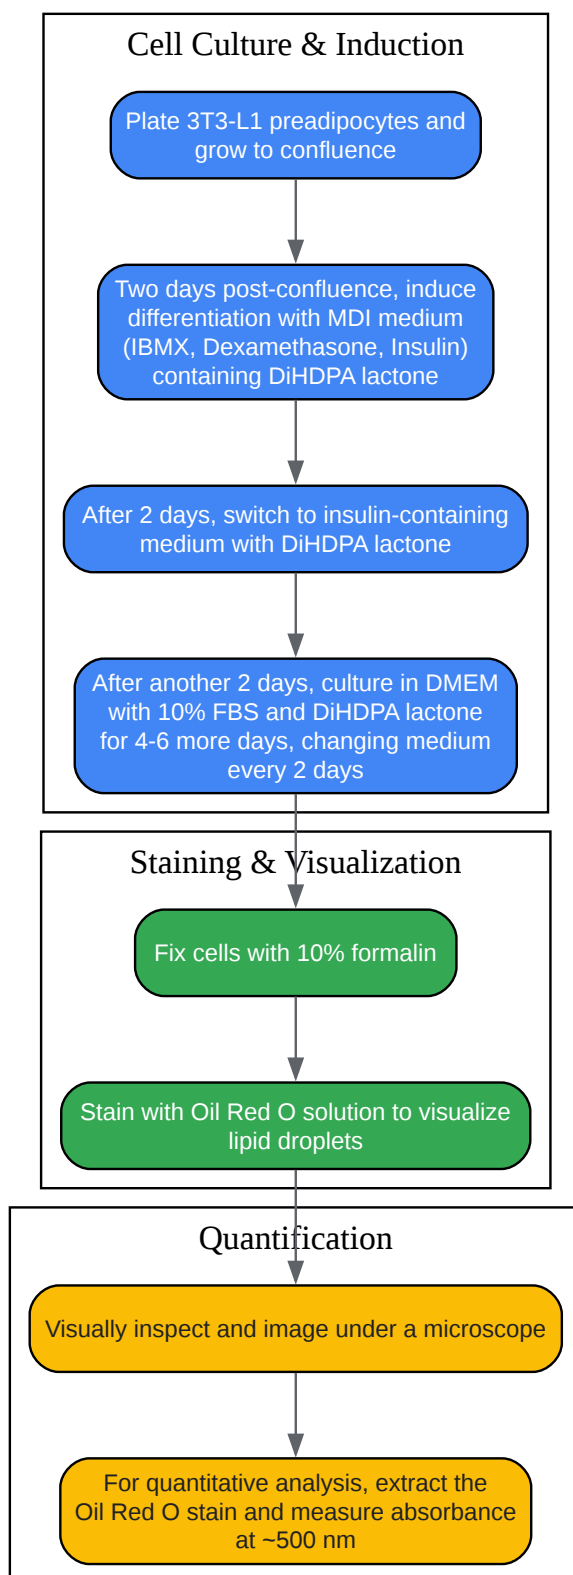 Cell Culture & Induction
Plate 3T3-L1 preadipocytes and
grow to confluence
Two days post-confluence, induce
differentiation with MDI medium
(IBMX, Dexamethasone, Insulin)
containing DiHDPA lactone
After 2 days, switch to insulin-containing
medium with DiHDPA lactone
After another 2 days, culture in DMEM
with 10% FBS and DiHDPA lactone
for 4-6 more days, changing medium
every 2 days
Staining & Visualization
Fix cells with 10% formalin
Stain with Oil Red O solution to visualize
lipid droplets
Quantification
Visually inspect and image under a microscope
For quantitative analysis, extract the
Oil Red O stain and measure absorbance
at ~500 nm